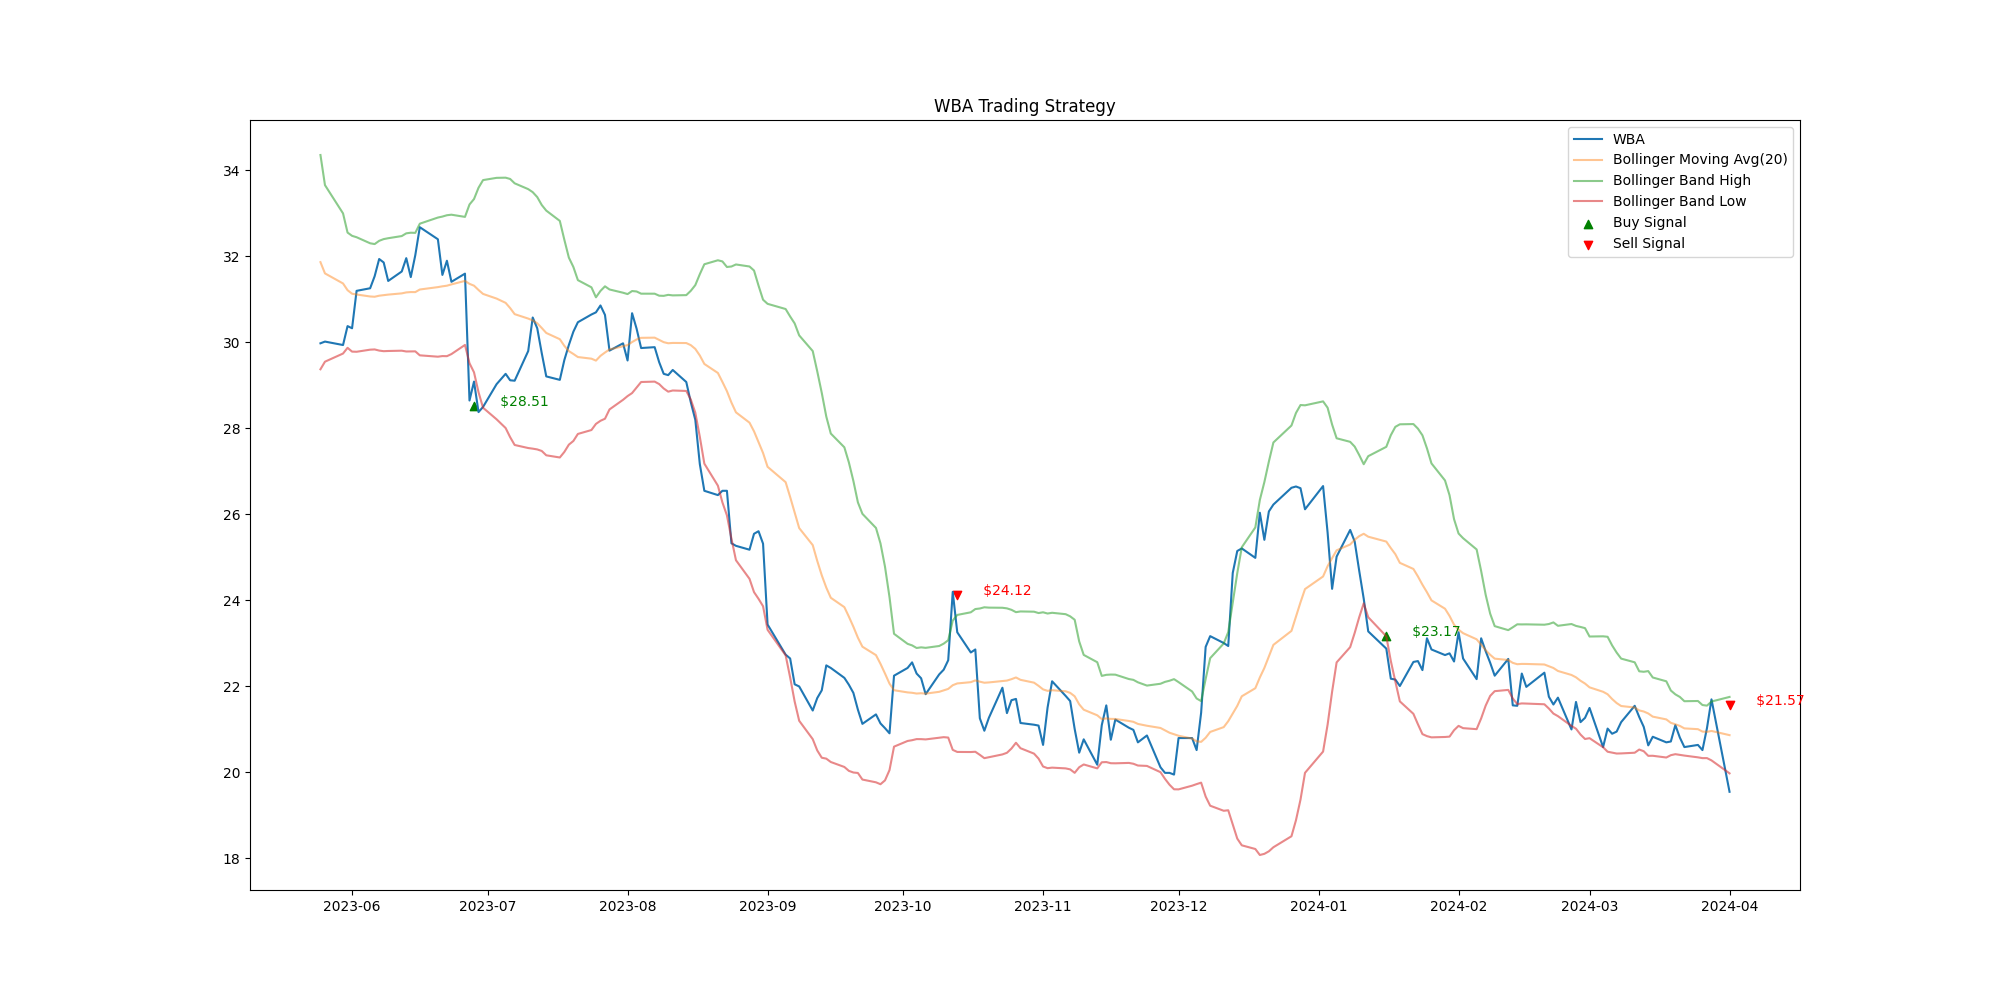 WBA Trading Strategy
WBA
Bollinger Moving Avg(20)
Bollinger Band High
Bollinger Band Low
Buy Signal
Sell Signal
34
32
30
28
26
24
22
20
18
$28.51
$24.12
$23.17
$21.57
2023-06 2023-07 2023-08 2023-09 2023-10 2023-11 2023-12 2024-01 2024-02 2024-03 2024-04